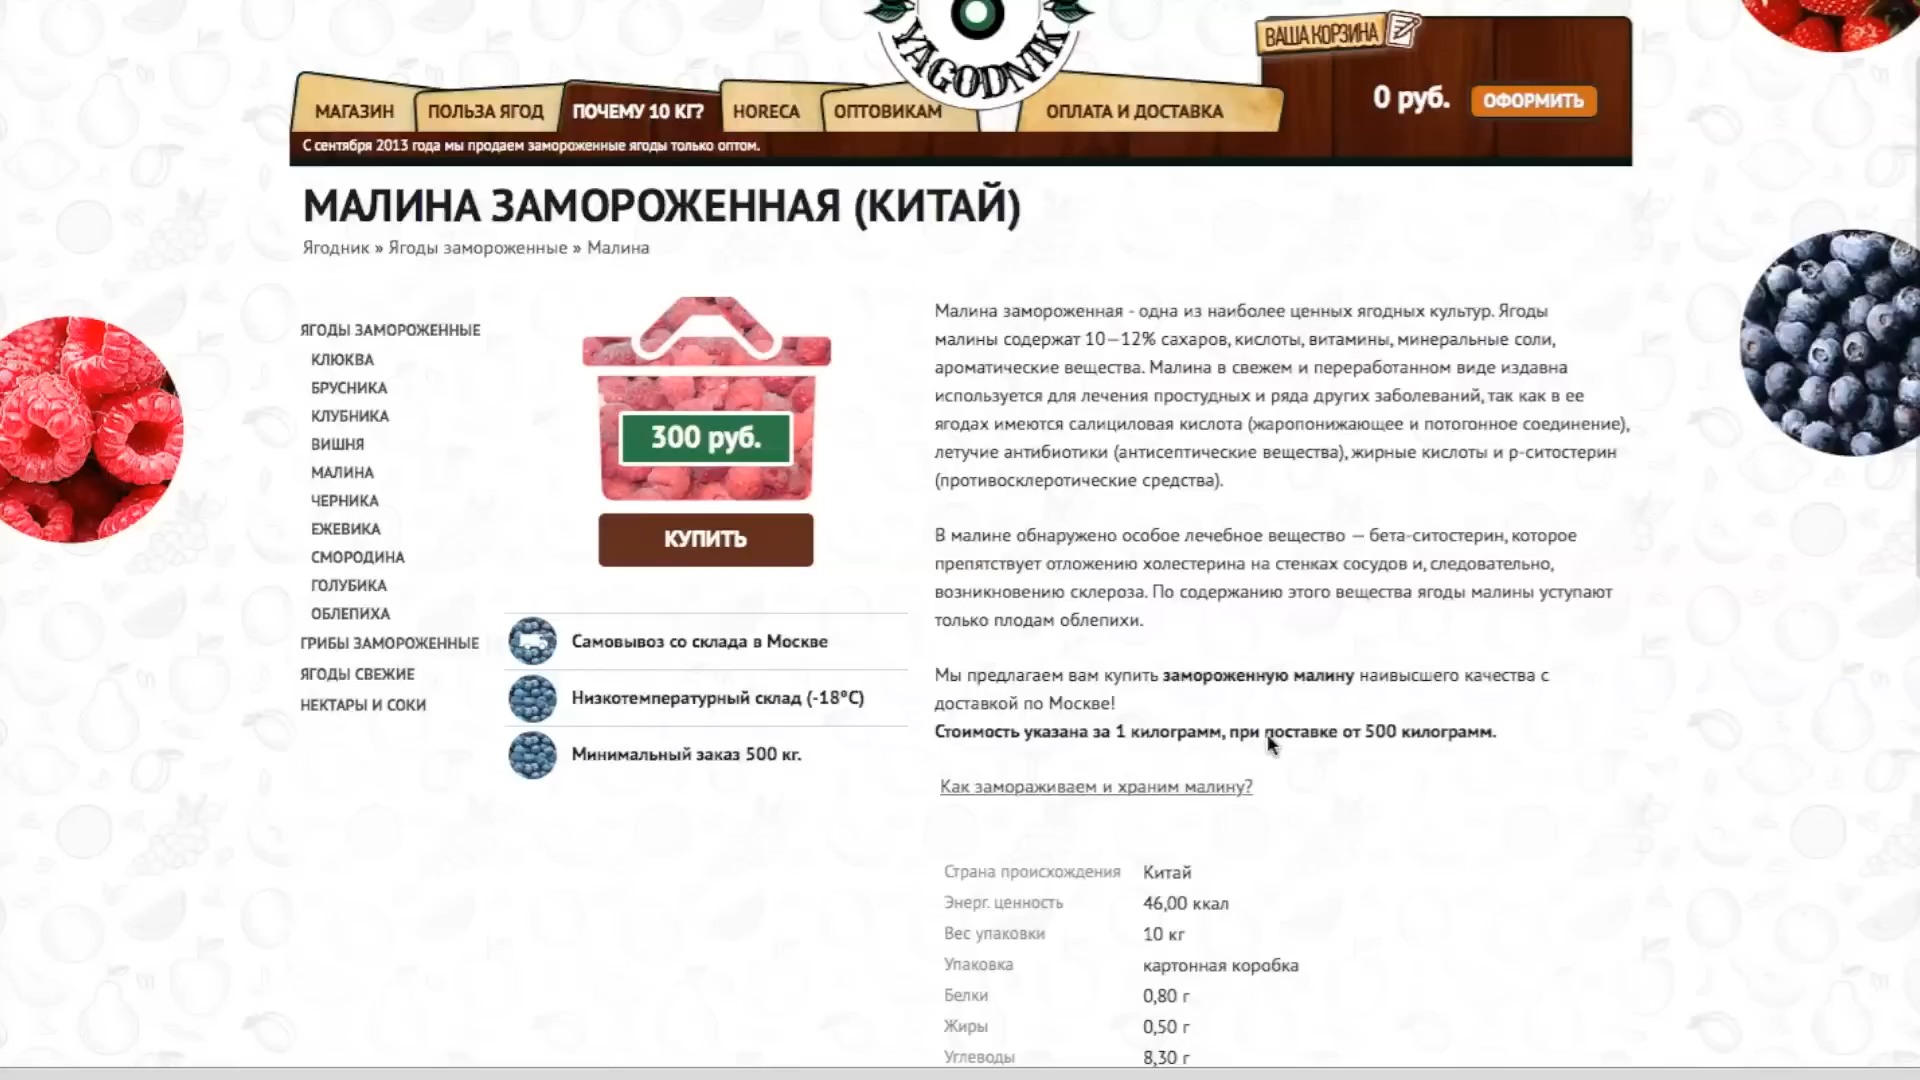 YAGODNIK
ВАША КОРЗИНА
0 руб.
ОФОРМИТЬ
МАГАЗИН
ПОЛЬЗА ЯГОД
ПОЧЕМУ 10 КГ?
HORECA
ОПТОВИКАМ
ОПЛАТА И ДОСТАВКА
С сентября 2013 года мы продаем замороженные ягоды только оптом.
МАЛИНА ЗАМОРОЖЕННАЯ (КИТАЙ)
Ягодник » Ягоды замороженные » Малина
ЯГОДЫ ЗАМОРОЖЕННЫЕ
КЛЮКВА
БРУСНИКА
КЛУБНИКА
ВИШНЯ
МАЛИНА
ЧЕРНИКА
ЕЖЕВИКА
СМОРОДИНА
ГОЛУБИКА
ОБЛЕПИХА
ГРИБЫ ЗАМОРОЖЕННЫЕ
ЯГОДЫ СВЕЖИЕ
НЕКТАРЫ И СОКИ
300 руб.
КУПИТЬ
Самовывоз со склада в Москве
Низкотемпературный склад (-18°C)
Минимальный заказ 500 кг.
Малина замороженная - одна из наиболее ценных ягодных культур. Ягоды
малины содержат 10—12% сахаров, кислоты, витамины, минеральные соли,
ароматические вещества. Малина в свежем и переработанном виде издавна
используется для лечения простудных и ряда других заболеваний, так как в ее
ягодах имеются салициловая кислота (жаропонижающее и потогонное соединение),
летучие антибиотики (антисептические вещества), жирные кислоты и р-ситостерин
(противосклеротические средства).
В малине обнаружено особое лечебное вещество — бета-ситостерин, которое
препятствует отложению холестерина на стенках сосудов и, следовательно,
возникновению склероза. По содержанию этого вещества ягоды малины уступают
только плодам облепихи.
Мы предлагаем вам купить замороженную малину наивысшего качества с
доставкой по Москве!
Стоимость указана за 1 килограмм, при поставке от 500 килограмм.
Как замораживаем и храним малину?
Страна происхождения Китай
Энерг. ценность 46,00 ккал
Вес упаковки 10 кг
Упаковка картонная коробка
Белки 0,80 г
Жиры 0,50 г
Углеводы 8,30 г